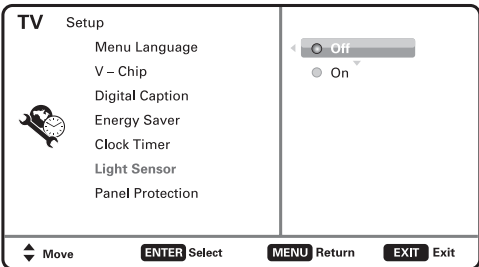 TV Setup
Menu Language
V – Chip
Digital Caption
Energy Saver
Clock Timer
Light Sensor
Panel Protection
Off
On
Move ENTER Select MENU Return EXIT Exit